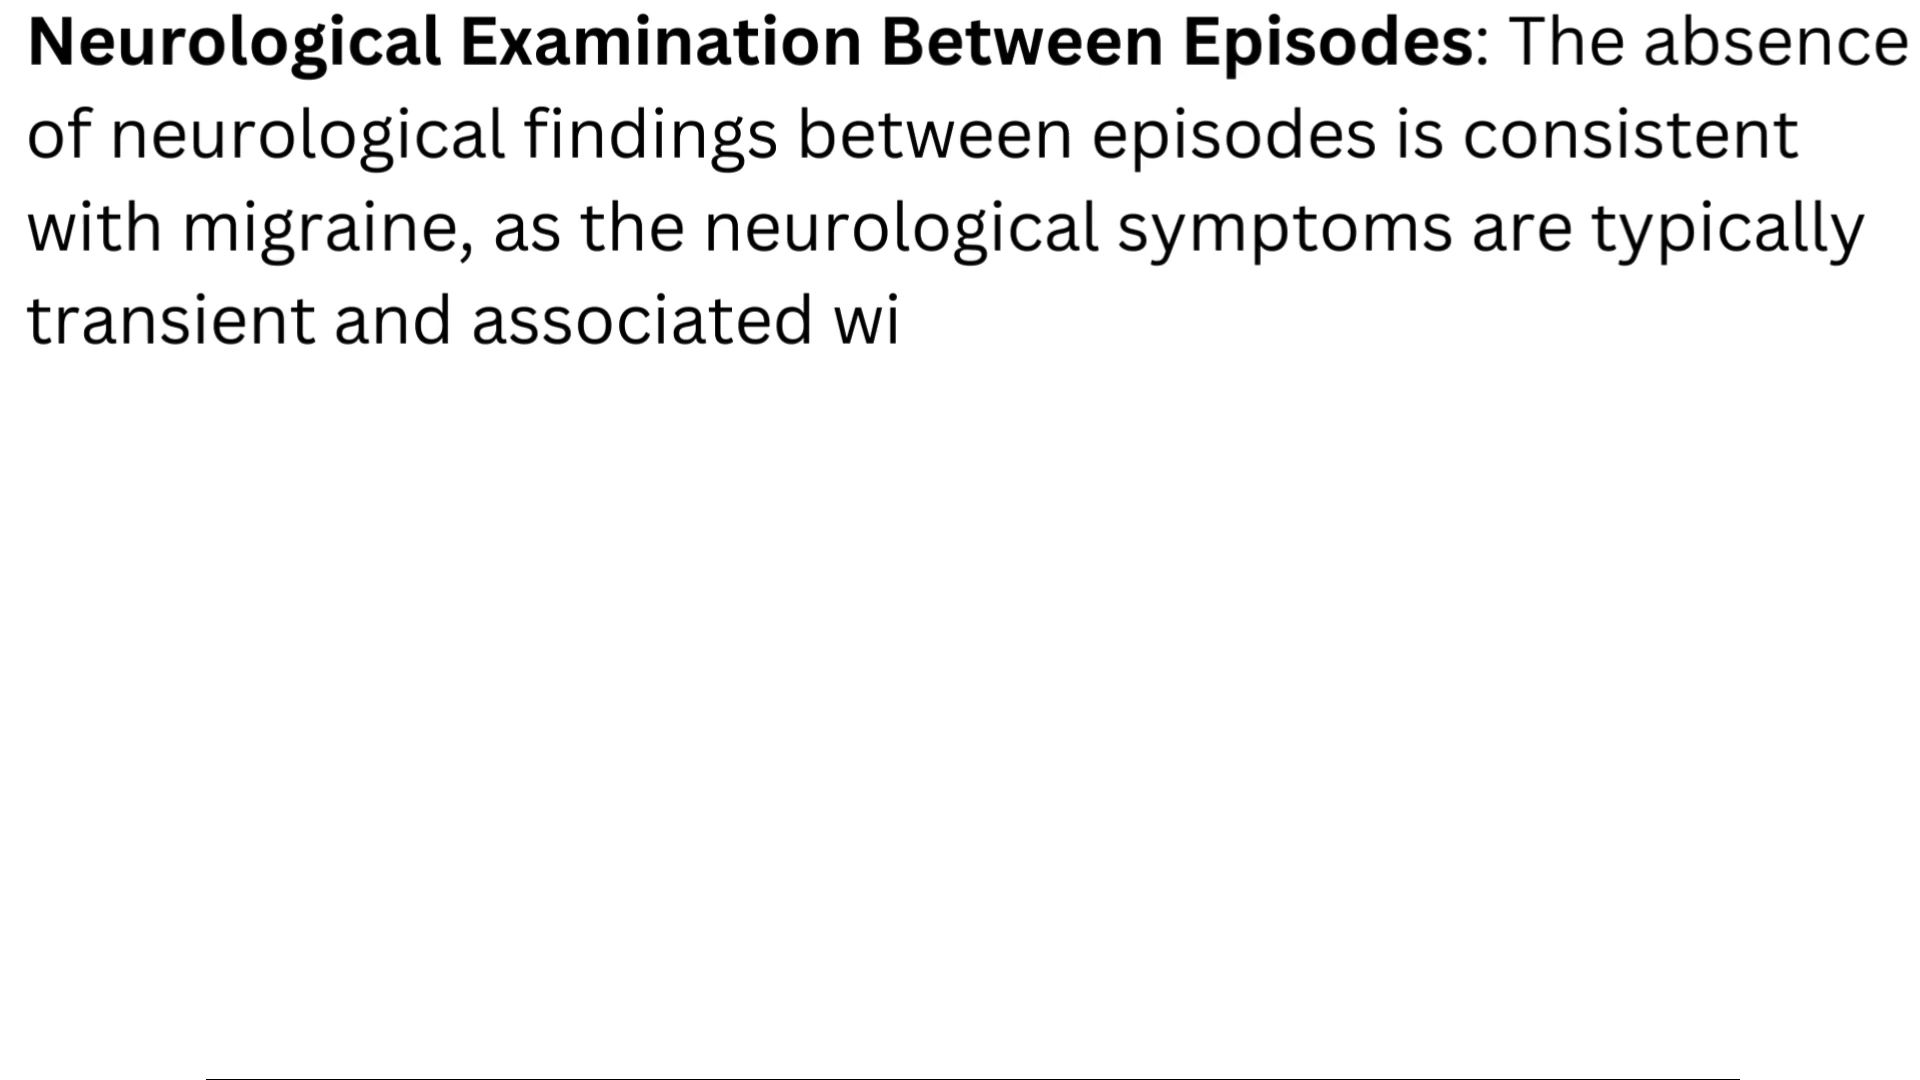 Neurological Examination Between Episodes: The absence
of neurological findings between episodes is consistent
with migraine, as the neurological symptoms are typically
transient and associated wi